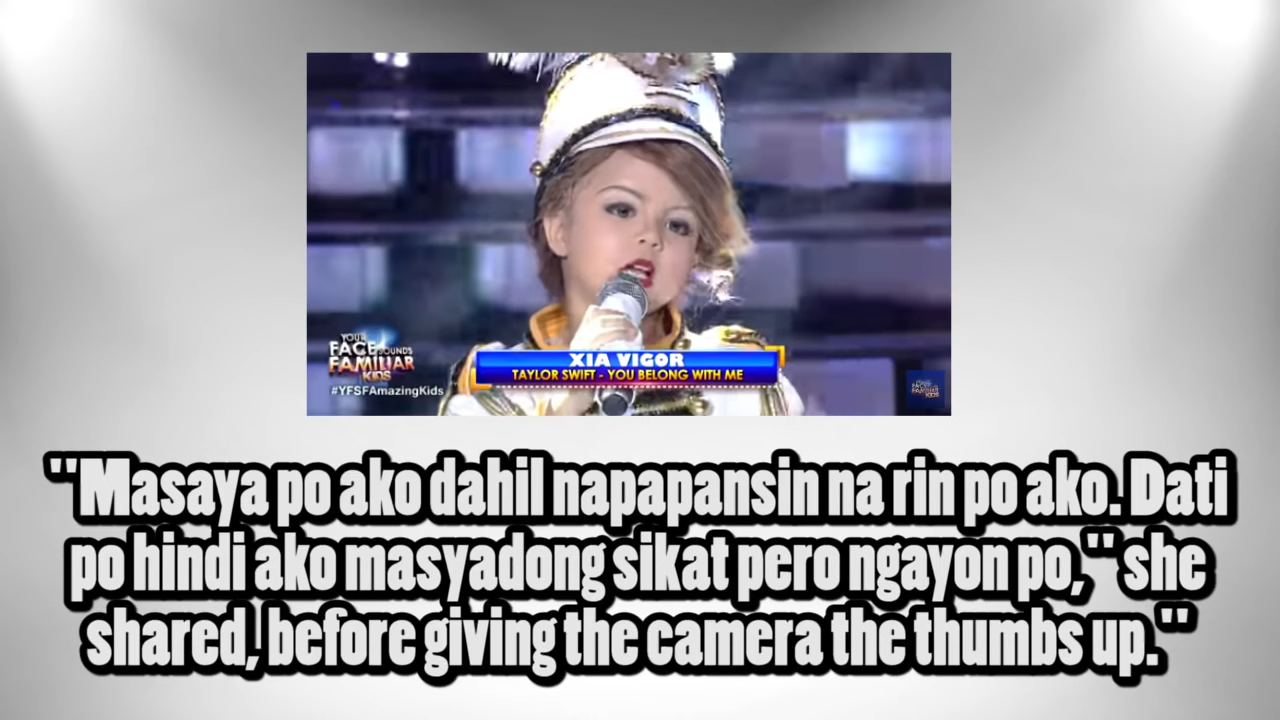 XIA VIGOR
TAYLOR SWIFT - YOU BELONG WITH ME
YOUR
FACE SOUNDS
FAMILIAR
KIDS
#YFSFAmazingKids
"Masaya po ako dahil napapansin na rin po ako. Dati
po hindi ako masyadong sikat pero ngayon po," she
shared, before giving the camera the thumbs up."